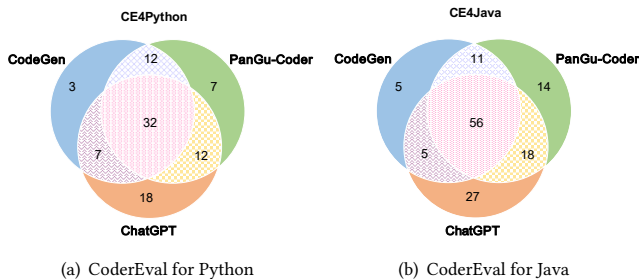 CE4Python
CodeGen
PanGu-Coder
12
3
7
32
7
12
18
ChatGPT
(a) CoderEval for Python
CE4Java
CodeGen
PanGu-Coder
11
5
14
56
5
18
27
ChatGPT
(b) CoderEval for Java